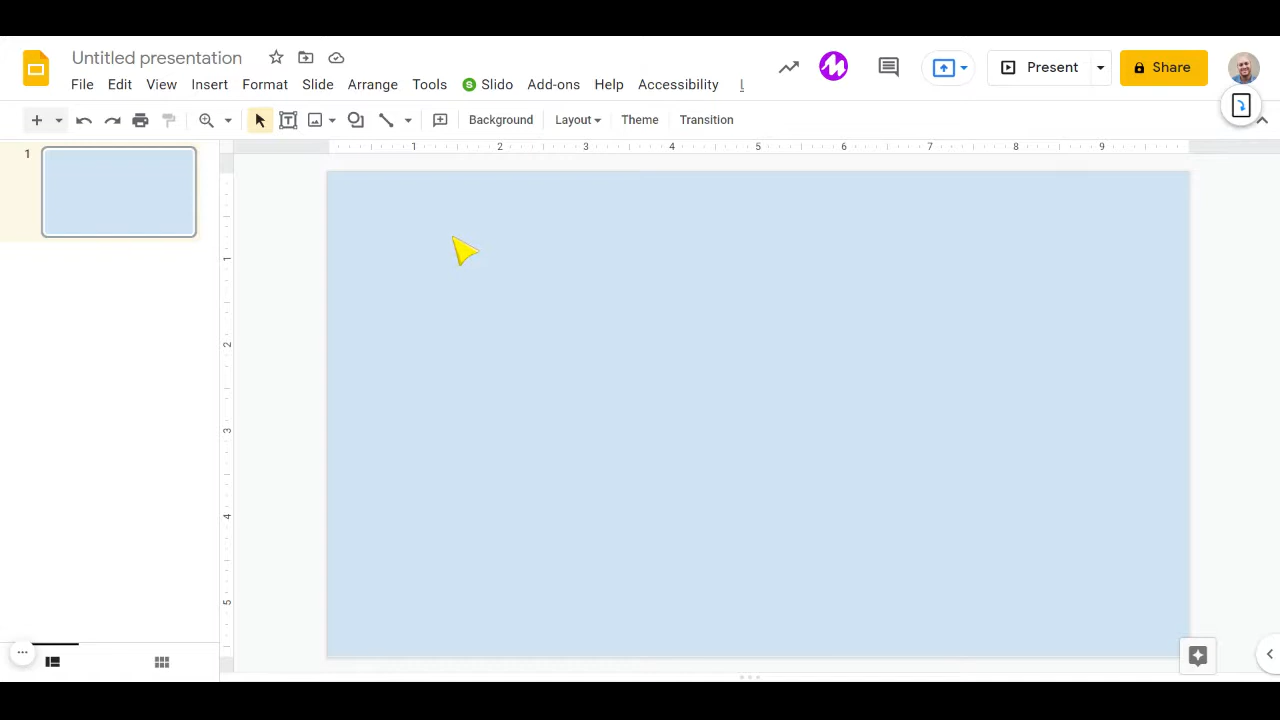 Untitled presentation
File Edit View Insert Format Slide Arrange Tools S Slido Add-ons Help Accessibility
Present
Share
Background Layout Theme Transition
1 2 3 4 5 6 7 8 9
1
1
2
3
4
5